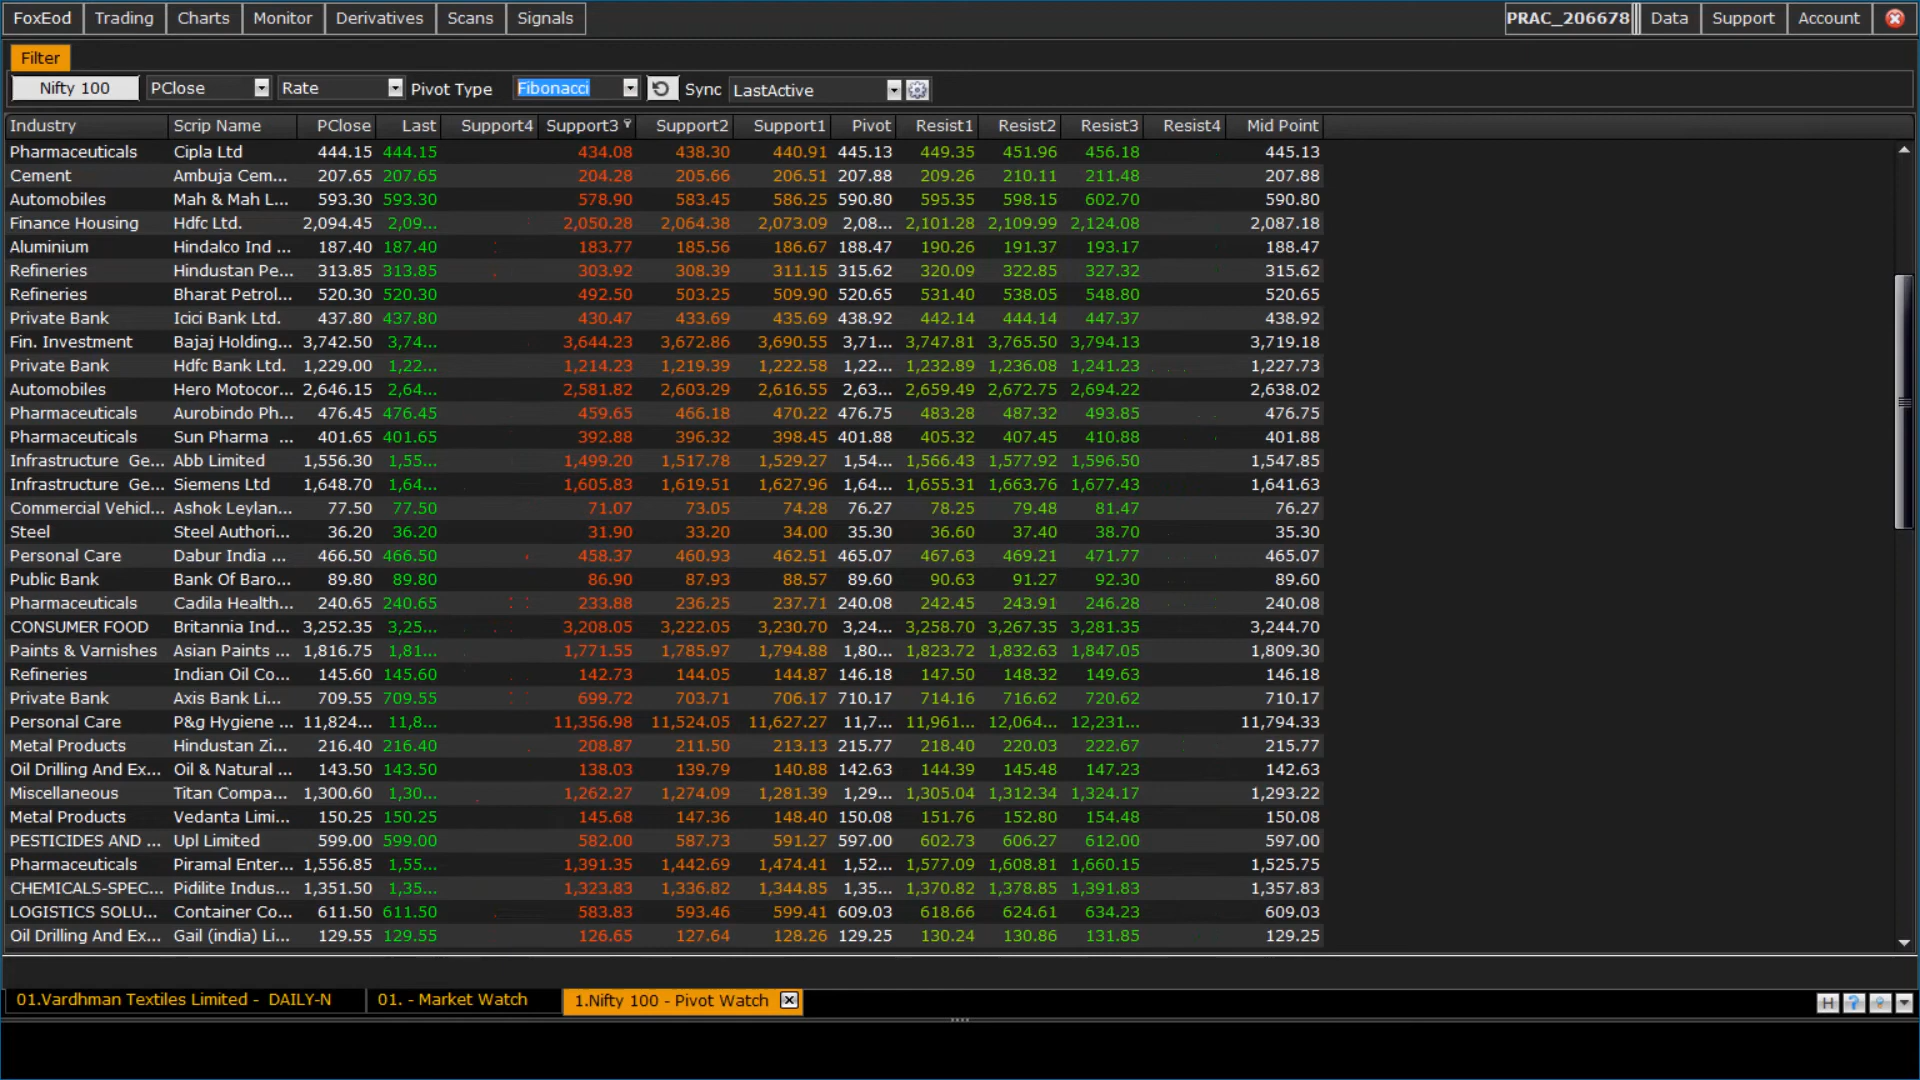 FoxEod Trading Charts Monitor Derivatives Scans Signals PRAC_206678 Data Support Account
Filter
Nifty 100 PClose Rate Pivot Type Fibonacci Sync LastActive
Industry Scrip Name PClose Last Support4 Support3 Support2 Support1 Pivot Resist1 Resist2 Resist3 Resist4 Mid Point
Pharmaceuticals Cipla Ltd 444.15 444.15 434.08 438.30 440.91 445.13 449.35 451.96 456.18 445.13
Cement Ambuja Cem... 207.65 207.65 204.28 205.66 206.51 207.88 209.26 210.11 211.48 207.88
Automobiles Mah & Mah L... 593.30 593.30 578.90 583.45 586.25 590.80 595.35 598.15 602.70 590.80
Finance Housing Hdfc Ltd. 2,094.45 2,09... 2,050.28 2,064.38 2,073.09 2,08... 2,101.28 2,109.99 2,124.08 2,087.18
Aluminium Hindalco Ind ... 187.40 187.40 183.77 185.56 186.67 188.47 190.26 191.37 193.17 188.47
Refineries Hindustan Pe... 313.85 313.85 303.92 308.39 311.15 315.62 320.09 322.85 327.32 315.62
Refineries Bharat Petrol... 520.30 520.30 492.50 503.25 509.90 520.65 531.40 538.05 548.80 520.65
Private Bank Icici Bank Ltd. 437.80 437.80 430.47 433.69 435.69 438.92 442.14 444.14 447.37 438.92
Fin. Investment Bajaj Holding... 3,742.50 3,74... 3,644.23 3,672.86 3,690.55 3,71... 3,747.81 3,765.50 3,794.13 3,719.18
Private Bank Hdfc Bank Ltd. 1,229.00 1,22... 1,214.23 1,219.39 1,222.58 1,22... 1,232.89 1,236.08 1,241.23 1,227.73
Automobiles Hero Motocor... 2,646.15 2,64... 2,581.82 2,603.29 2,616.55 2,63... 2,659.49 2,672.75 2,694.22 2,638.02
Pharmaceuticals Aurobindo Ph... 476.45 476.45 459.65 466.18 470.22 476.75 483.28 487.32 493.85 476.75
Pharmaceuticals Sun Pharma ... 401.65 401.65 392.88 396.32 398.45 401.88 405.32 407.45 410.88 401.88
Infrastructure Ge... Abb Limited 1,556.30 1,55... 1,499.20 1,517.78 1,529.27 1,54... 1,566.43 1,577.92 1,596.50 1,547.85
Infrastructure Ge... Siemens Ltd 1,648.70 1,64... 1,605.83 1,619.51 1,627.96 1,64... 1,655.31 1,663.76 1,677.43 1,641.63
Commercial Vehicl... Ashok Leylan... 77.50 77.50 71.07 73.05 74.28 76.27 78.25 79.48 81.47 76.27
Steel Steel Authori... 36.20 36.20 31.90 33.20 34.00 35.30 36.60 37.40 38.70 35.30
Personal Care Dabur India ... 466.50 466.50 458.37 460.93 462.51 465.07 467.63 469.21 471.77 465.07
Public Bank Bank Of Baro... 89.80 89.80 86.90 87.93 88.57 89.60 90.63 91.27 92.30 89.60
Pharmaceuticals Cadila Health... 240.65 240.65 233.88 236.25 237.71 240.08 242.45 243.91 246.28 240.08
CONSUMER FOOD Britannia Ind... 3,252.35 3,25... 3,208.05 3,222.05 3,230.70 3,24... 3,258.70 3,267.35 3,281.35 3,244.70
Paints & Varnishes Asian Paints ... 1,816.75 1,81... 1,771.55 1,785.97 1,794.88 1,80... 1,823.72 1,832.63 1,847.05 1,809.30
Refineries Indian Oil Co... 145.60 145.60 142.73 144.05 144.87 146.18 147.50 148.32 149.63 146.18
Private Bank Axis Bank Li... 709.55 709.55 699.72 703.71 706.17 710.17 714.16 716.62 720.62 710.17
Personal Care P&g Hygiene ... 11,824... 11,8... 11,356.98 11,524.05 11,627.27 11,7... 11,961... 12,064... 12,231... 11,794.33
Metal Products Hindustan Zi... 216.40 216.40 208.87 211.50 213.13 215.77 218.40 220.03 222.67 215.77
Oil Drilling And Ex... Oil & Natural ... 143.50 143.50 138.03 139.79 140.88 142.63 144.39 145.48 147.23 142.63
Miscellaneous Titan Compa... 1,300.60 1,30... 1,262.27 1,274.09 1,281.39 1,29... 1,305.04 1,312.34 1,324.17 1,293.22
Metal Products Vedanta Limi... 150.25 150.25 145.68 147.36 148.40 150.08 151.76 152.80 154.48 150.08
PESTICIDES AND ... Upl Limited 599.00 599.00 582.00 587.73 591.27 597.00 602.73 606.27 612.00 597.00
Pharmaceuticals Piramal Enter... 1,556.85 1,55... 1,391.35 1,442.69 1,474.41 1,52... 1,577.09 1,608.81 1,660.15 1,525.75
CHEMICALS-SPEC... Pidilite Indus... 1,351.50 1,35... 1,323.83 1,336.82 1,344.85 1,35... 1,370.82 1,378.85 1,391.83 1,357.83
LOGISTICS SOLU... Container Co... 611.50 611.50 583.83 593.46 599.41 609.03 618.66 624.61 634.23 609.03
Oil Drilling And Ex... Gail (india) Li... 129.55 129.55 126.65 127.64 128.26 129.25 130.24 130.86 131.85 129.25
01.Vardhman Textiles Limited - DAILY-N 01. - Market Watch 1.Nifty 100 - Pivot Watch H ?